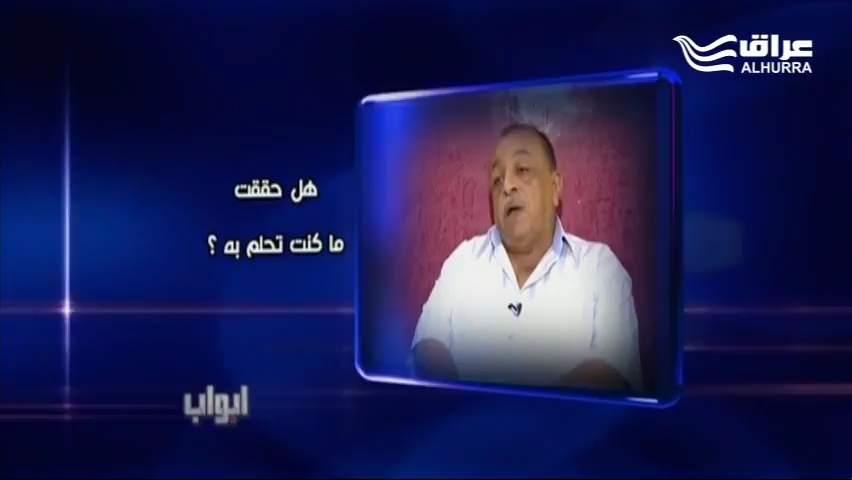 عراق
ALHURRA
هل حققت
ما كنت تحلم به ؟
ابواب